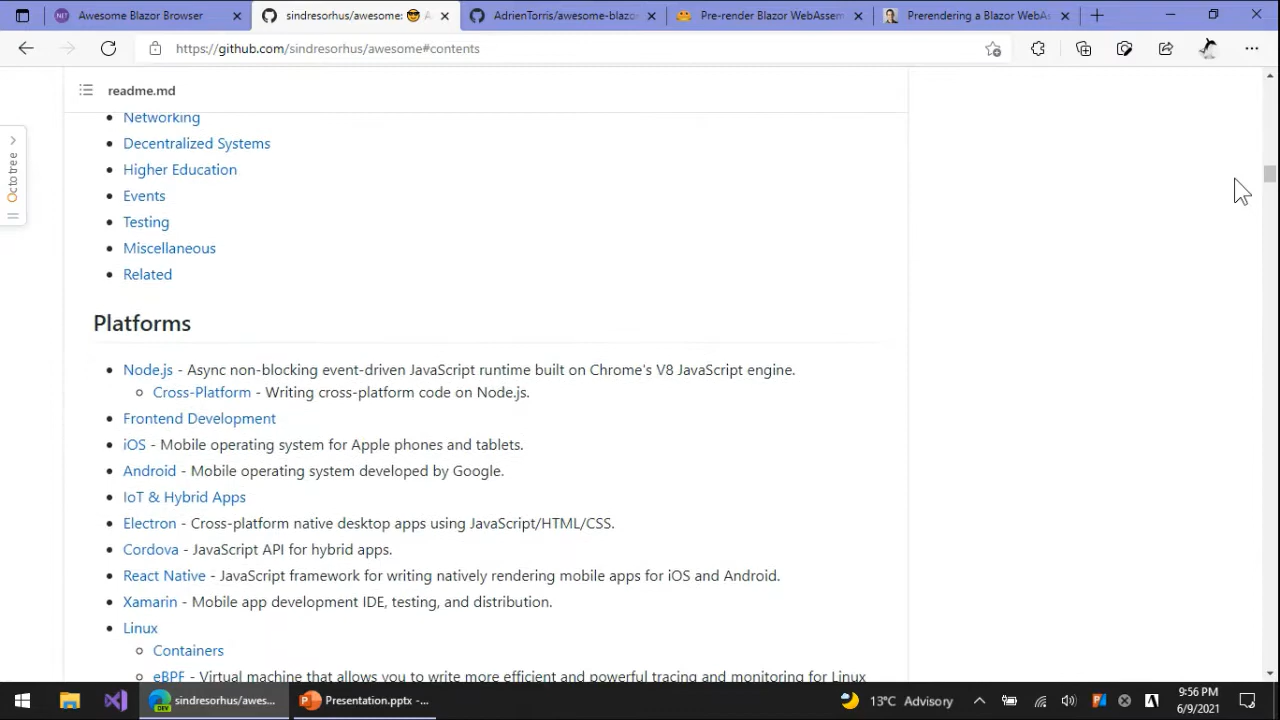 Awesome Blazor Browser
sindresorhus/awesome: 😎 A
AdrienTorris/awesome-blazo
Pre-render Blazor WebAssem
Prerendering a Blazor WebAs
https://github.com/sindresorhus/awesome#contents
readme.md
Octotree
• Networking
• Decentralized Systems
• Higher Education
• Events
• Testing
• Miscellaneous
• Related
Platforms
• Node.js - Async non-blocking event-driven JavaScript runtime built on Chrome's V8 JavaScript engine.
○ Cross-Platform - Writing cross-platform code on Node.js.
• Frontend Development
• iOS - Mobile operating system for Apple phones and tablets.
• Android - Mobile operating system developed by Google.
• IoT & Hybrid Apps
• Electron - Cross-platform native desktop apps using JavaScript/HTML/CSS.
• Cordova - JavaScript API for hybrid apps.
• React Native - JavaScript framework for writing natively rendering mobile apps for iOS and Android.
• Xamarin - Mobile app development IDE, testing, and distribution.
• Linux
○ Containers
○ eBPF - Virtual machine that allows you to write more efficient and powerful tracing and monitoring for Linux
DEV
sindresorhus/awes...
Presentation.pptx - ...
13°C Advisory
A
9:56 PM
6/9/2021